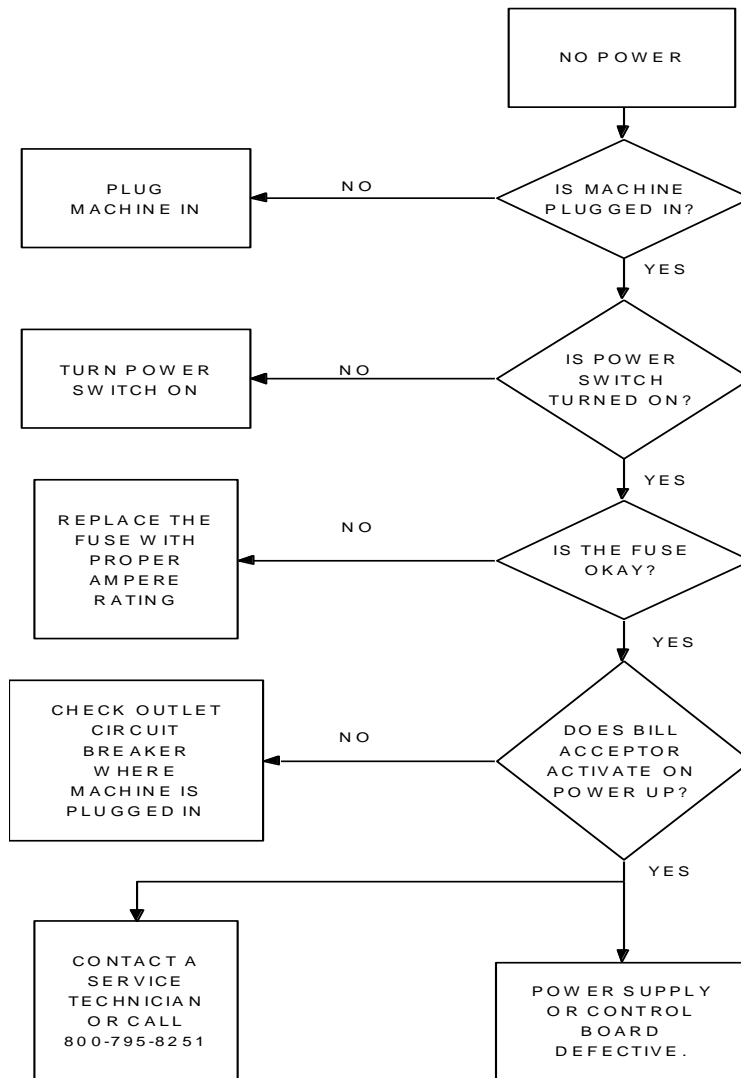 NO POWER
PLUG
MACHINE IN
NO
IS MACHINE
PLUGGED IN?
YES
TURN POWER
SWITCH ON
NO
IS POWER
SWITCH
TURNED ON?
YES
REPLACE THE
FUSE WITH
PROPER
AMPERE
RATING
NO
IS THE FUSE
OKAY?
YES
CHECK OUTLET
CIRCUIT
BREAKER
WHERE
MACHINE IS
PLUGGED IN
NO
DOES BILL
ACCEPTOR
ACTIVATE ON
POWER UP?
YES
CONTACT A
SERVICE
TECHNICIAN
OR CALL
800-795-8251
POWER SUPPLY
OR CONTROL
BOARD
DEFECTIVE.